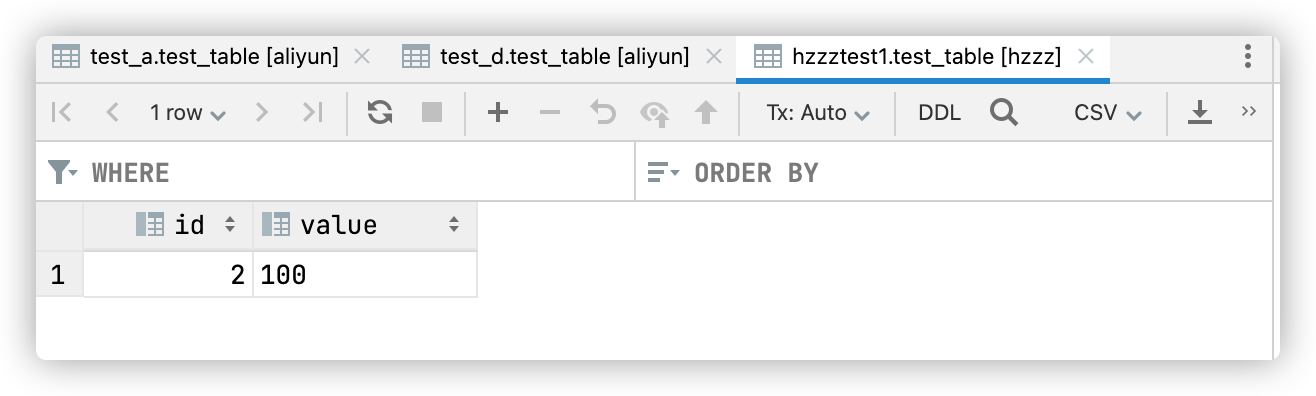 test_a.test_table [aliyun] test_d.test_table [aliyun] hzzztest1.test_table [hzzz]
1 row Tx: Auto DDL CSV
WHERE ORDER BY
id value
1 2 100